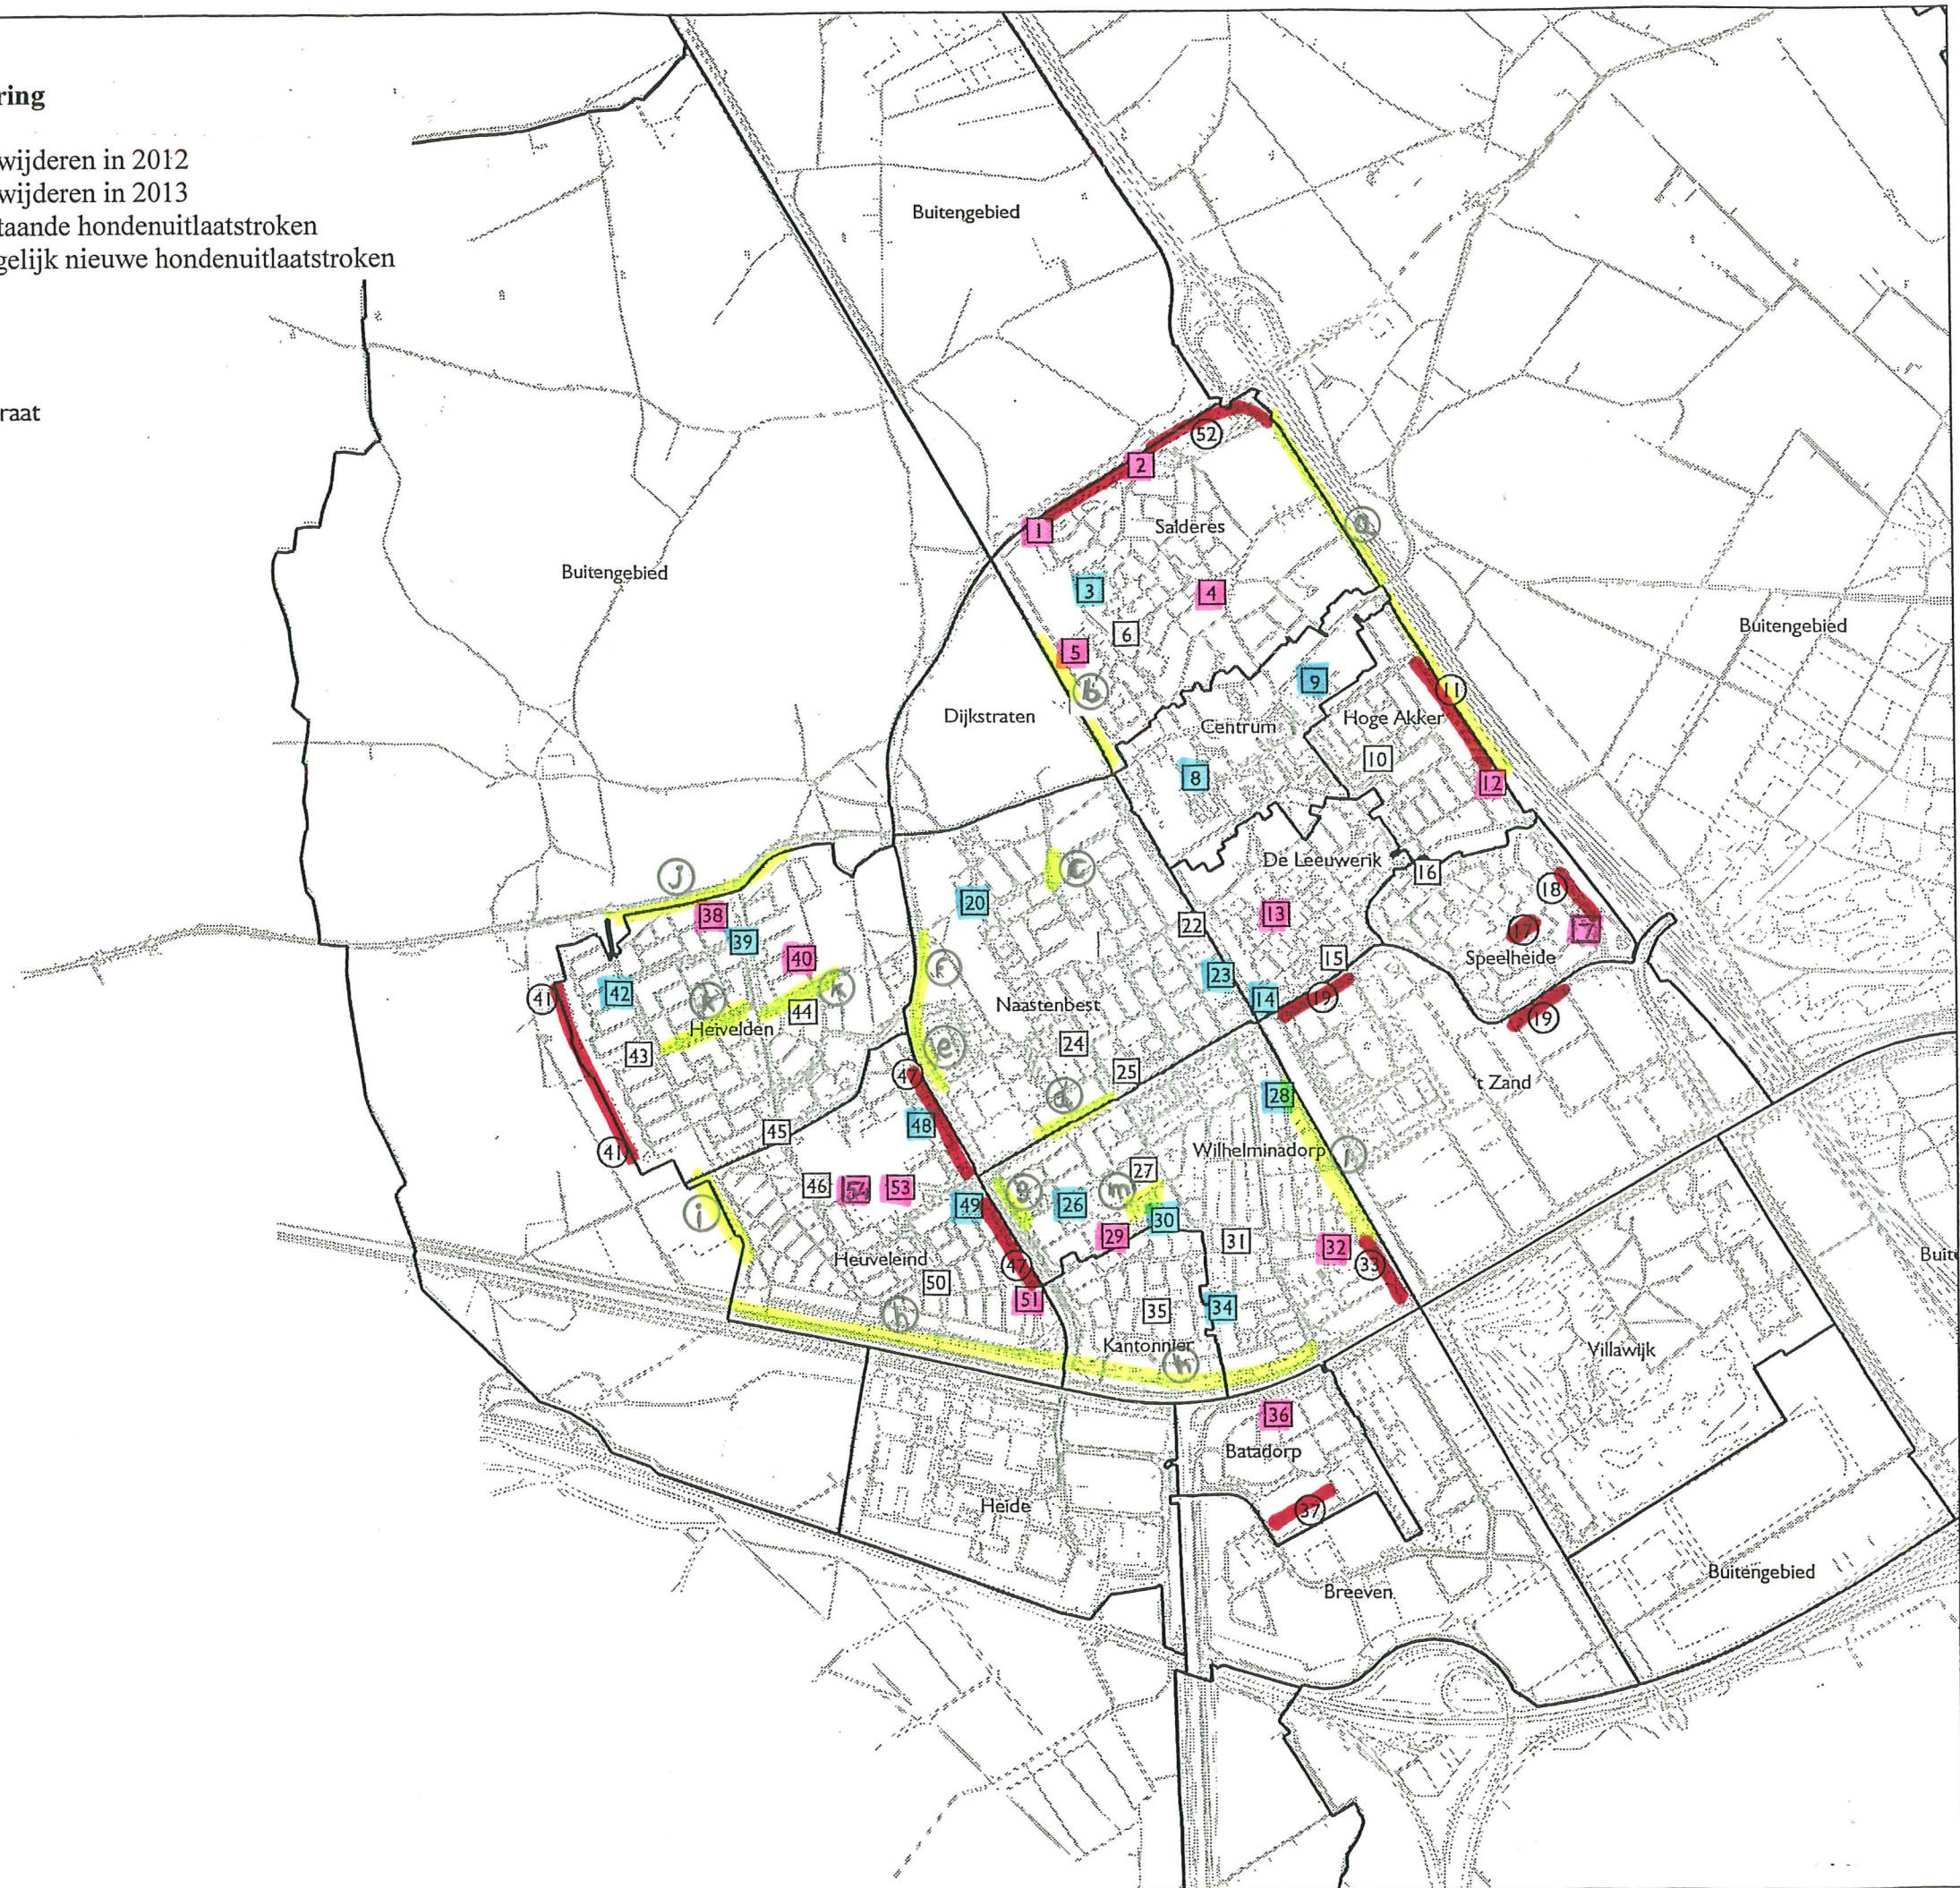 ring
wijderen in 2012
wijderen in 2013
taande hondenuitlaatstroken
gelijk nieuwe hondenuitlaatstroken
raat
Buitengebied
52
2
1
Salderes
a
Buitengebied
3
4
6
Buitengebied
5
b
9
11
Dijkstraten
Centrum
Hoge Akker
10
8
12
De Leeuwerik
16
j
c
18
20
38
13
22
17
7
39
40
15
Speelheide
f
23
42
41
k
k
14
19
19
Naastenbest
44
Heivelden
43
24
e
25
47
't Zand
d
28
48
45
41
Wilhelminadorp
l
27
46
53
g
m
49
26
30
i
29
31
32
Heuveleind
47
33
50
51
35
34
h
Kantonnier
h
Villawijk
36
Batadorp
Heide
37
Buitengebied
Breeven
Buit